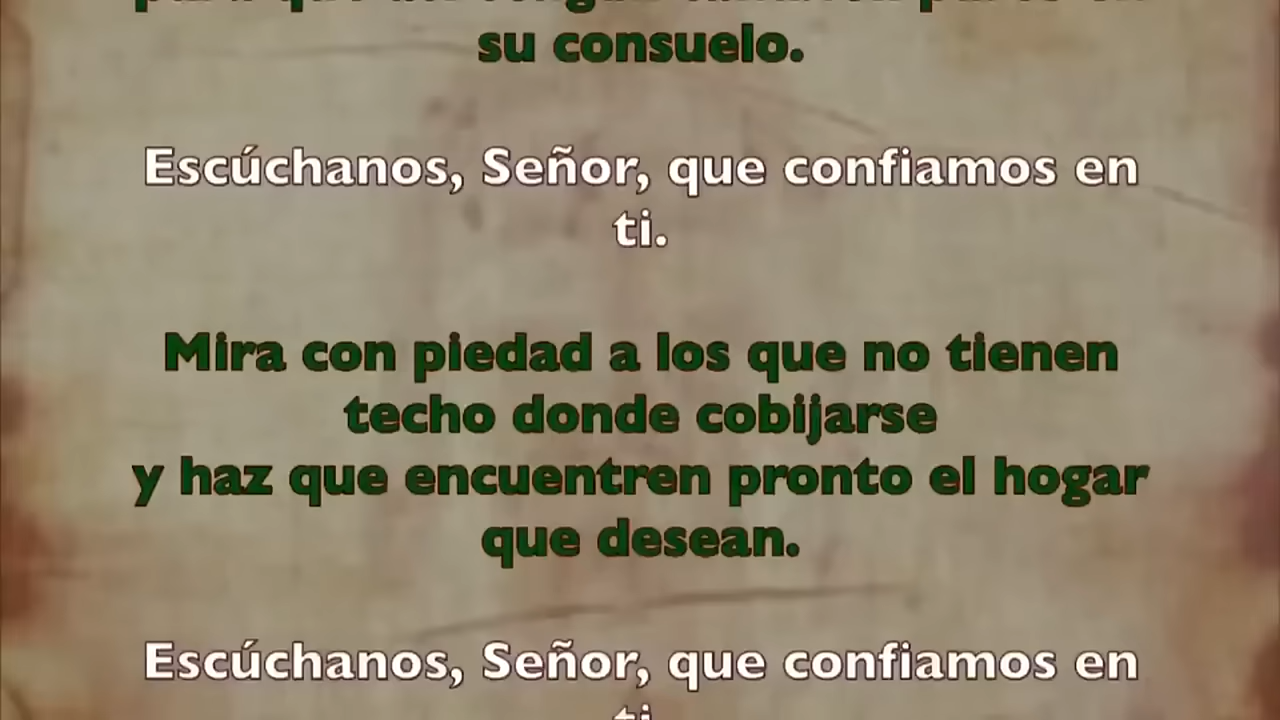 su consuelo.
Escúchanos, Señor, que confiamos en
ti.
Mira con piedad a los que no tienen
techo donde cobijarse
y haz que encuentren pronto el hogar
que desean.
Escúchanos, Señor, que confiamos en
ti.